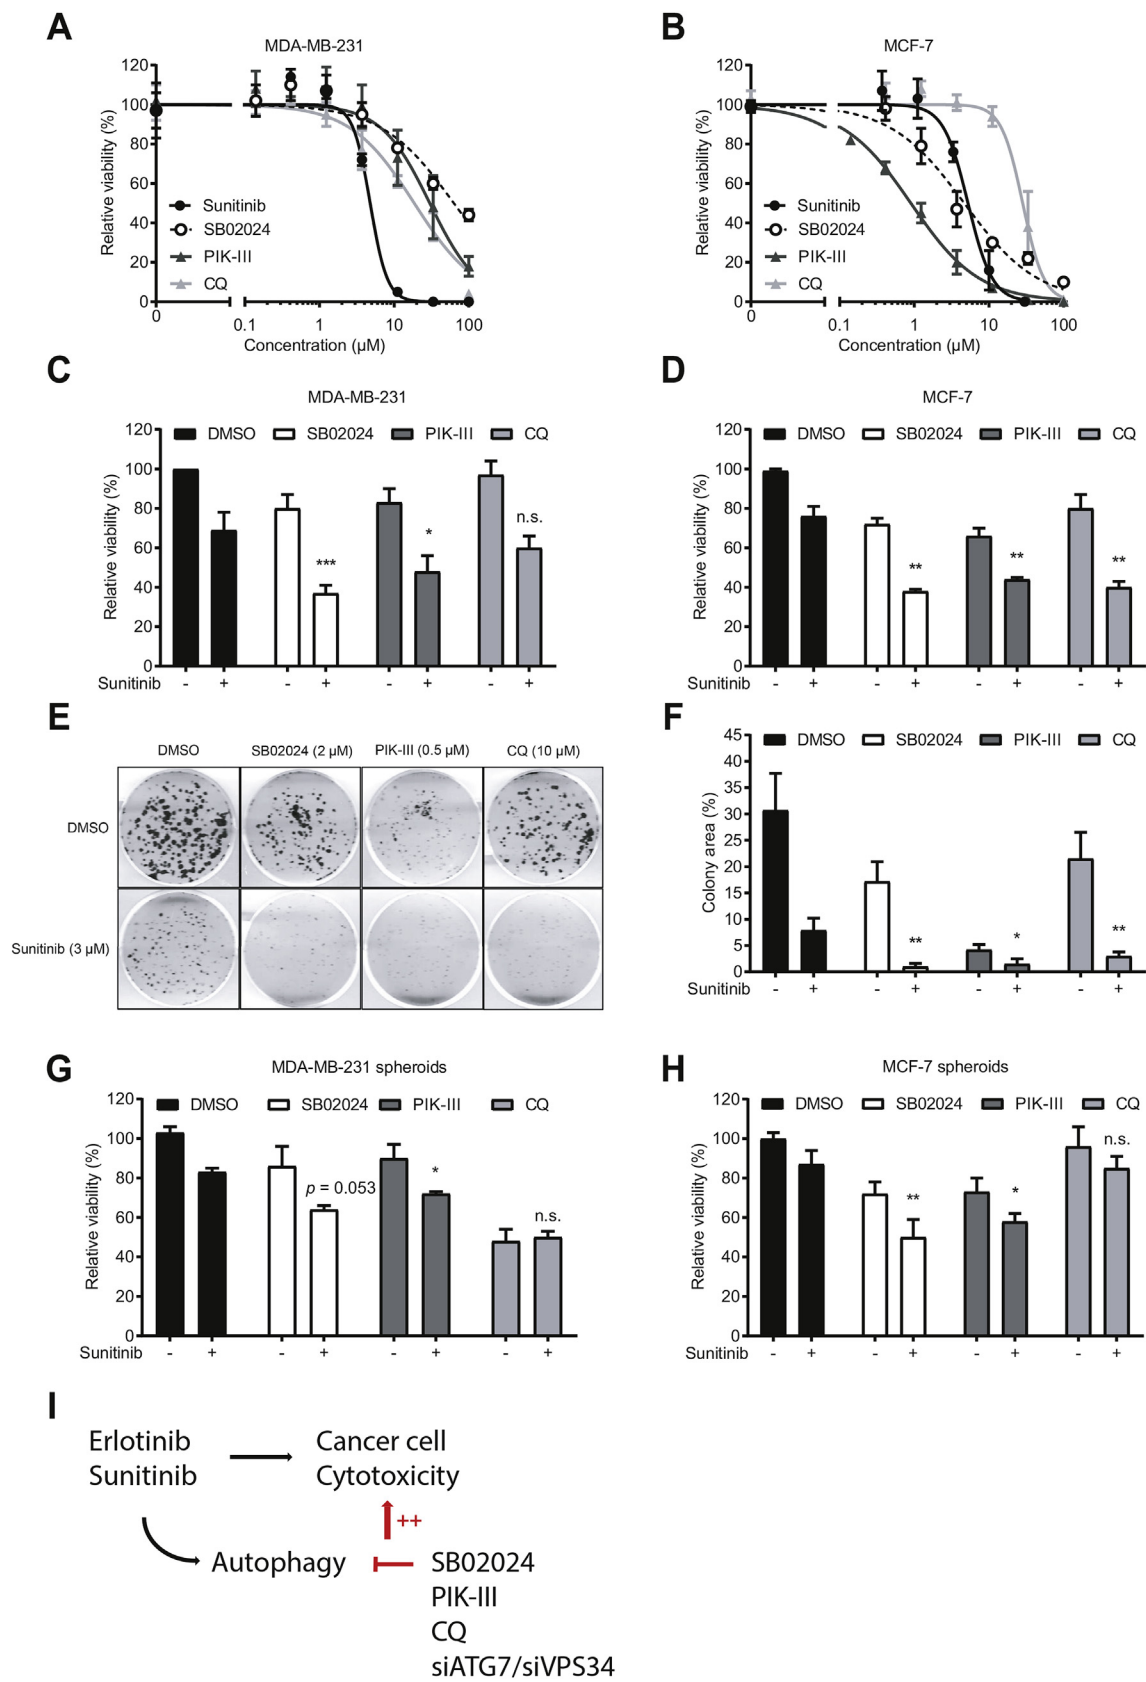 A
MDA-MB-231
Relative viability (%)
120
100
80
60
40
20
0
Sunitinib
SB02024
PIK-III
CQ
0 0.1 1 10 100
Concentration (µM)
B
MCF-7
Relative viability (%)
120
100
80
60
40
20
0
Sunitinib
SB02024
PIK-III
CQ
0 0.1 1 10 100
Concentration (µM)
C
MDA-MB-231
Relative viability (%)
120
100
80
60
40
20
0
DMSO SB02024 PIK-III CQ
*** * n.s.
Sunitinib - + - + - + - +
D
MCF-7
Relative viability (%)
120
100
80
60
40
20
0
DMSO SB02024 PIK-III CQ
** ** **
Sunitinib - + - + - + - +
E
DMSO SB02024 (2 µM) PIK-III (0.5 µM) CQ (10 µM)
DMSO
Sunitinib (3 µM)
F
Colony area (%)
45
40
35
30
25
20
15
10
5
0
DMSO SB02024 PIK-III CQ
** * **
Sunitinib - + - + - + - +
G
MDA-MB-231 spheroids
Relative viability (%)
120
100
80
60
40
20
0
DMSO SB02024 PIK-III CQ
p = 0.053 * n.s.
Sunitinib - + - + - + - +
H
MCF-7 spheroids
Relative viability (%)
120
100
80
60
40
20
0
DMSO SB02024 PIK-III CQ
** * n.s.
Sunitinib - + - + - + - +
I
Erlotinib
Sunitinib
Cancer cell
Cytotoxicity
++
Autophagy
SB02024
PIK-III
CQ
siATG7/siVPS34